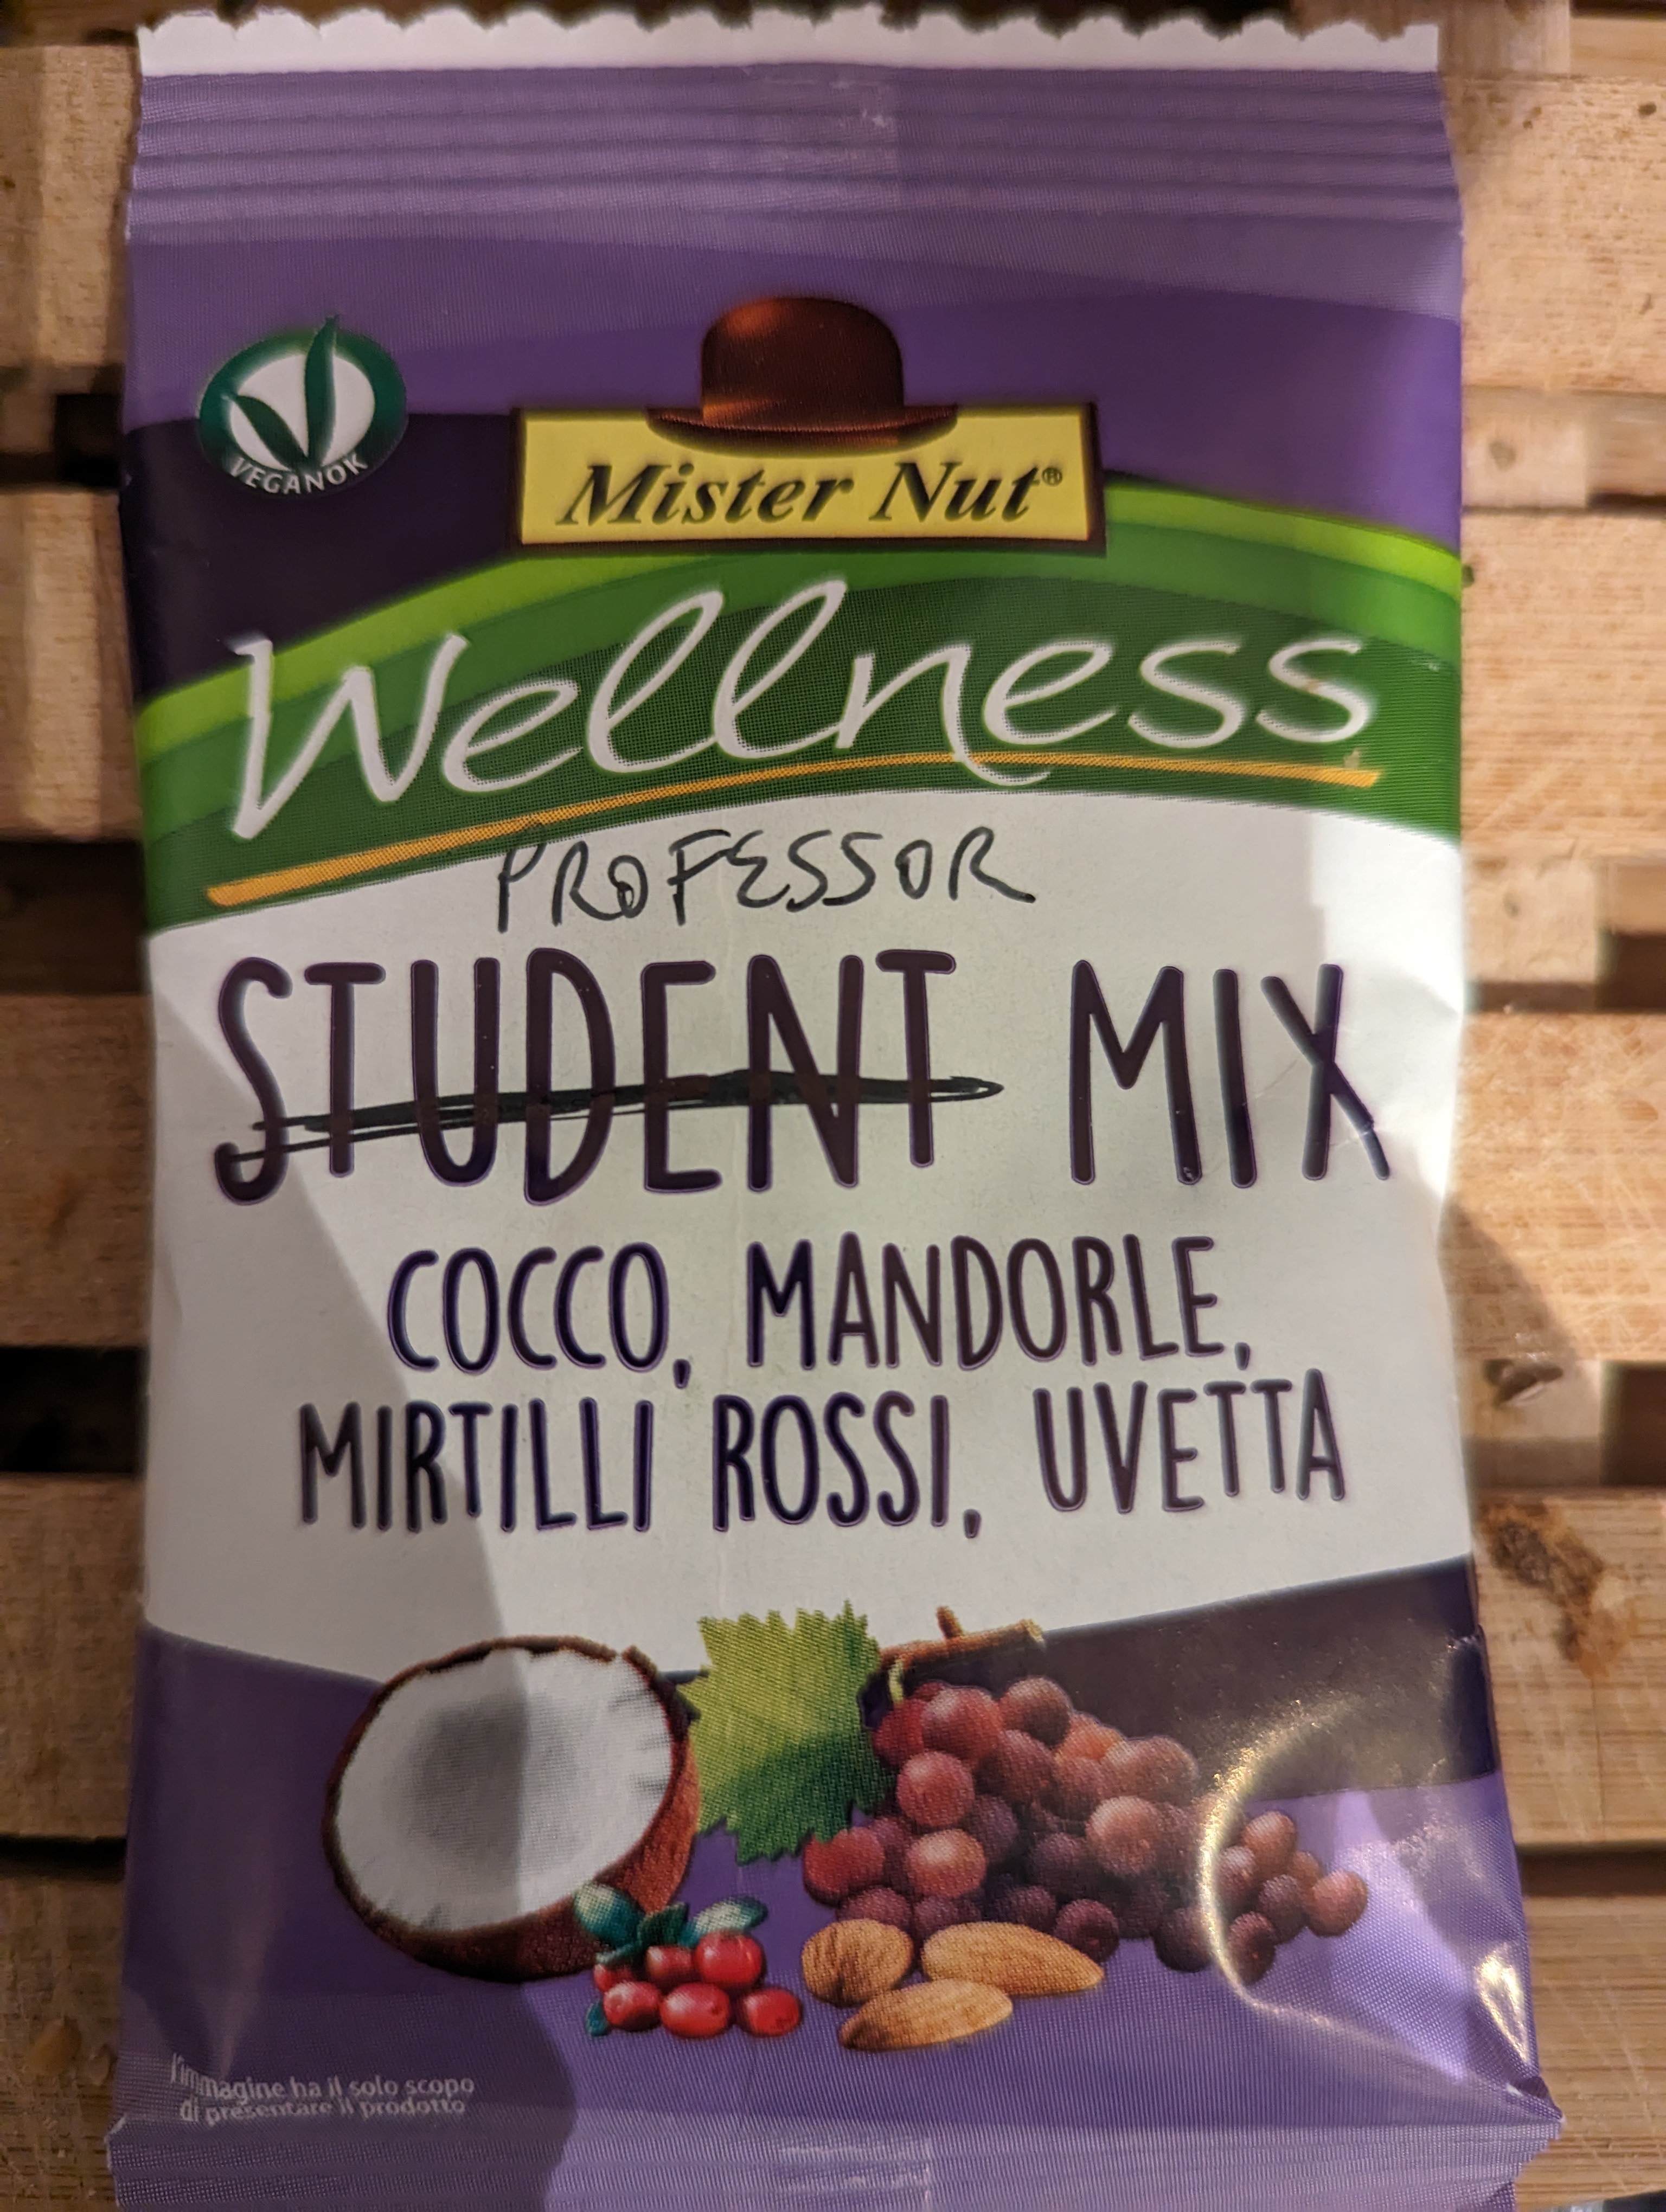 VEGANOK
Mister Nut®
Wellness
PROFESSOR
STUDENT MIX
COCCO, MANDORLE,
MIRTILLI ROSSI, UVETTA
l'immagine ha il solo scopo
di presentare il prodotto